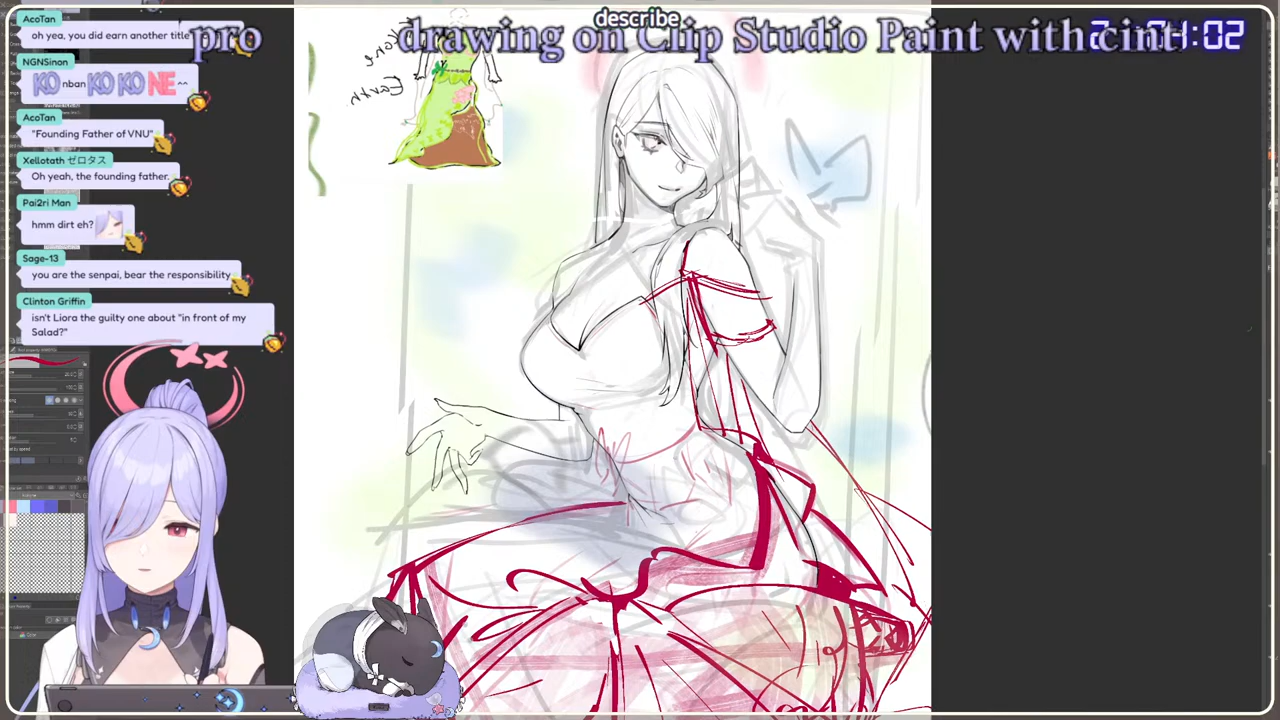 describe
pro drawing on Clip Studio Paint with cinti
AcoTan
oh yea, you did earn another title
NGNSinon
KO nban KO KO NE ^^
AcoTan
"Founding Father of VNU"
Xellotath ゼロタス
Oh yeah, the founding father.
Pai2ri Man
hmm dirt eh?
Sage-13
you are the senpai, bear the responsibility
Clinton Griffin
isn't Liora the guilty one about "in front of my
Salad?"
Earth